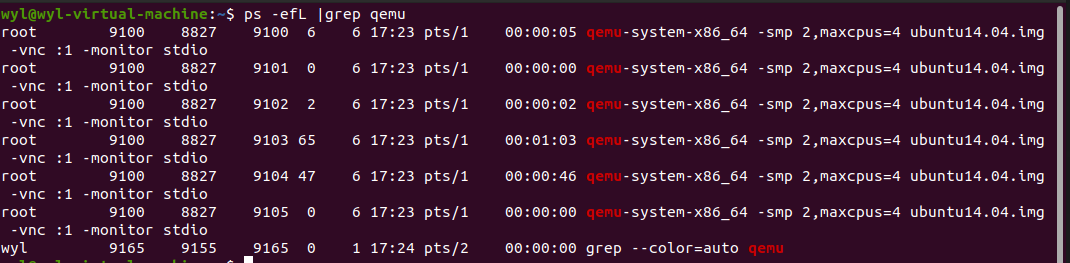 wyl@wyl-virtual-machine:~$ ps -efL |grep qemu
root        9100    8827    9100  6    6 17:23 pts/1    00:00:05 qemu-system-x86_64 -smp 2,maxcpus=4 ubuntu14.04.img
 -vnc :1 -monitor stdio
root        9100    8827    9101  0    6 17:23 pts/1    00:00:00 qemu-system-x86_64 -smp 2,maxcpus=4 ubuntu14.04.img
 -vnc :1 -monitor stdio
root        9100    8827    9102  2    6 17:23 pts/1    00:00:02 qemu-system-x86_64 -smp 2,maxcpus=4 ubuntu14.04.img
 -vnc :1 -monitor stdio
root        9100    8827    9103 65    6 17:23 pts/1    00:01:03 qemu-system-x86_64 -smp 2,maxcpus=4 ubuntu14.04.img
 -vnc :1 -monitor stdio
root        9100    8827    9104 47    6 17:23 pts/1    00:00:46 qemu-system-x86_64 -smp 2,maxcpus=4 ubuntu14.04.img
 -vnc :1 -monitor stdio
root        9100    8827    9105  0    6 17:23 pts/1    00:00:00 qemu-system-x86_64 -smp 2,maxcpus=4 ubuntu14.04.img
 -vnc :1 -monitor stdio
wyl         9165    9155    9165  0    1 17:24 pts/2    00:00:00 grep --color=auto qemu